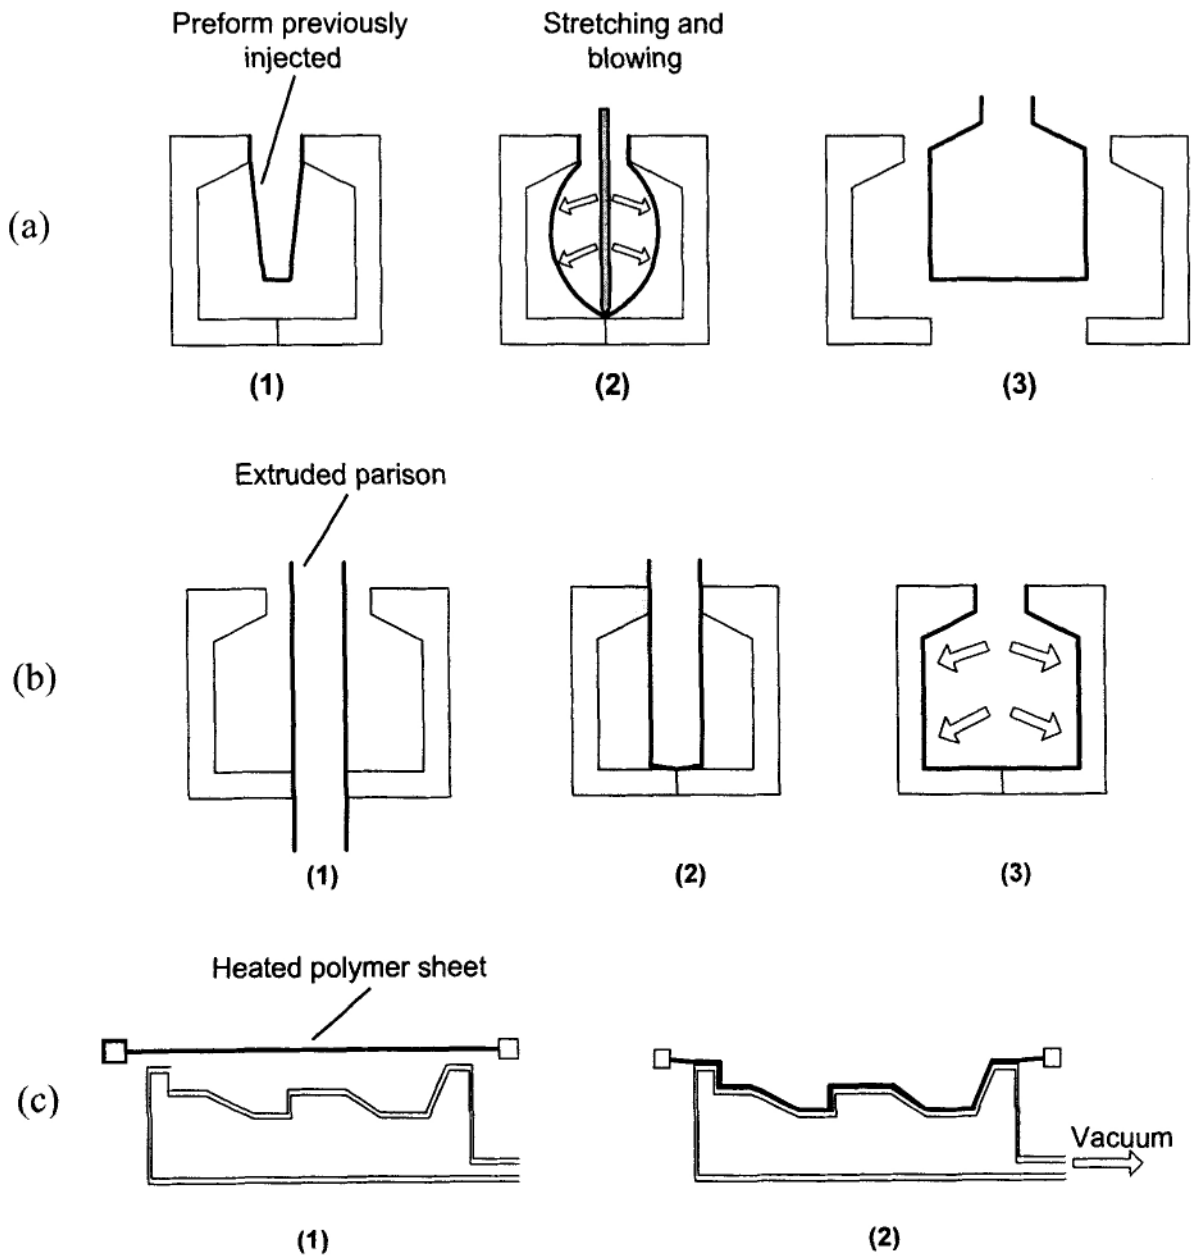 Preform previously
injected
Stretching and
blowing
(a)
(1)
(2)
(3)
Extruded parison
(b)
(1)
(2)
(3)
Heated polymer sheet
(c)
Vacuum
(1)
(2)